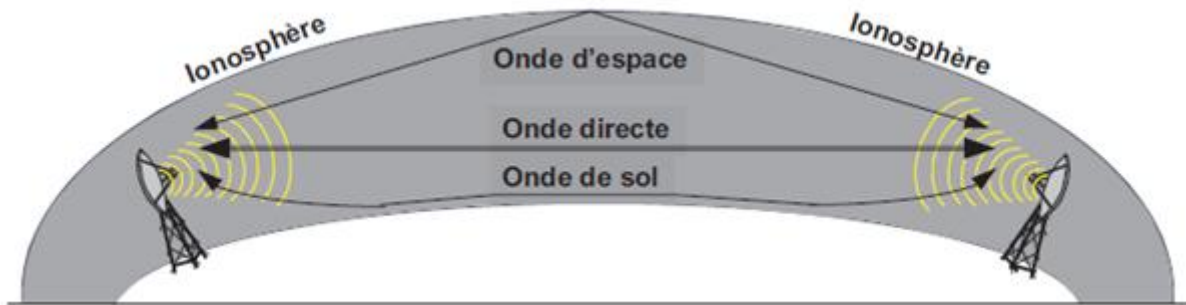 Ionosphère
Ionosphère
Onde d'espace
Onde directe
Onde de sol